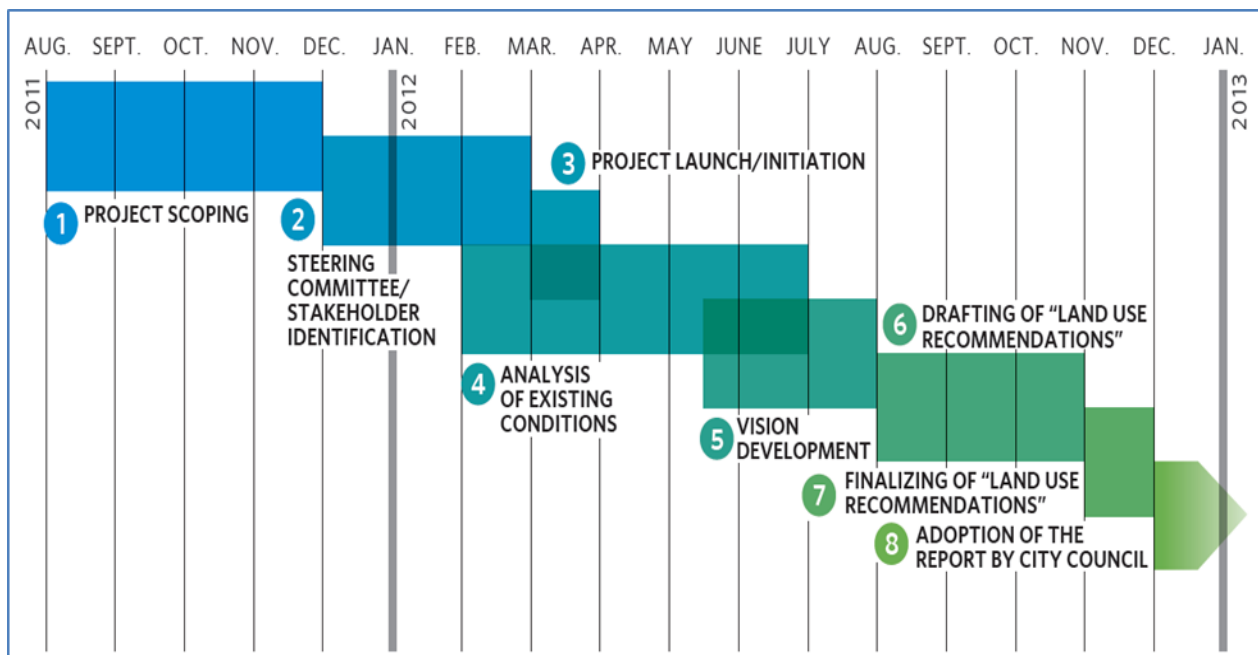 AUG. SEPT. OCT. NOV. DEC. JAN. FEB. MAR. APR. MAY JUNE JULY AUG. SEPT. OCT. NOV. DEC. JAN.
2011
2012
2013
1 PROJECT SCOPING
2
STEERING
COMMITTEE/
STAKEHOLDER
IDENTIFICATION
3 PROJECT LAUNCH/INITIATION
4 ANALYSIS
OF EXISTING
CONDITIONS
5 VISION
DEVELOPMENT
6 DRAFTING OF “LAND USE
RECOMMENDATIONS”
7 FINALIZING OF “LAND USE
RECOMMENDATIONS”
8 ADOPTION OF THE
REPORT BY CITY COUNCIL